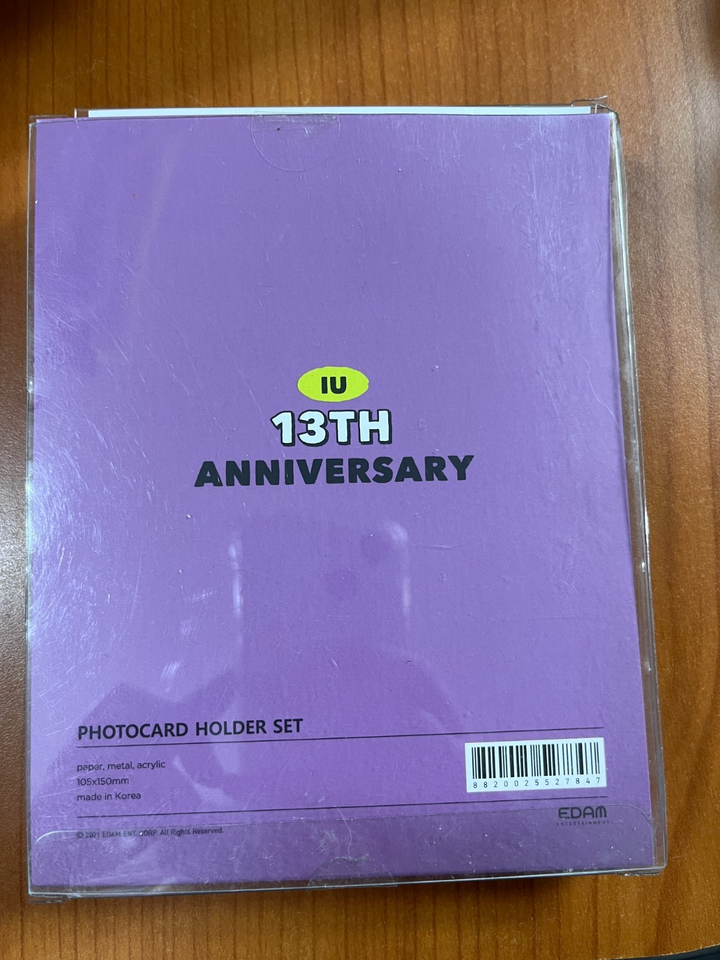 IU
13TH
ANNIVERSARY
PHOTOCARD HOLDER SET
paper, metal, acrylic
105x150mm
made in Korea
8820025527847
EDAM
ENTERTAINMENT
© 2021 EDAM ENT CORP. All Rights Reserved.